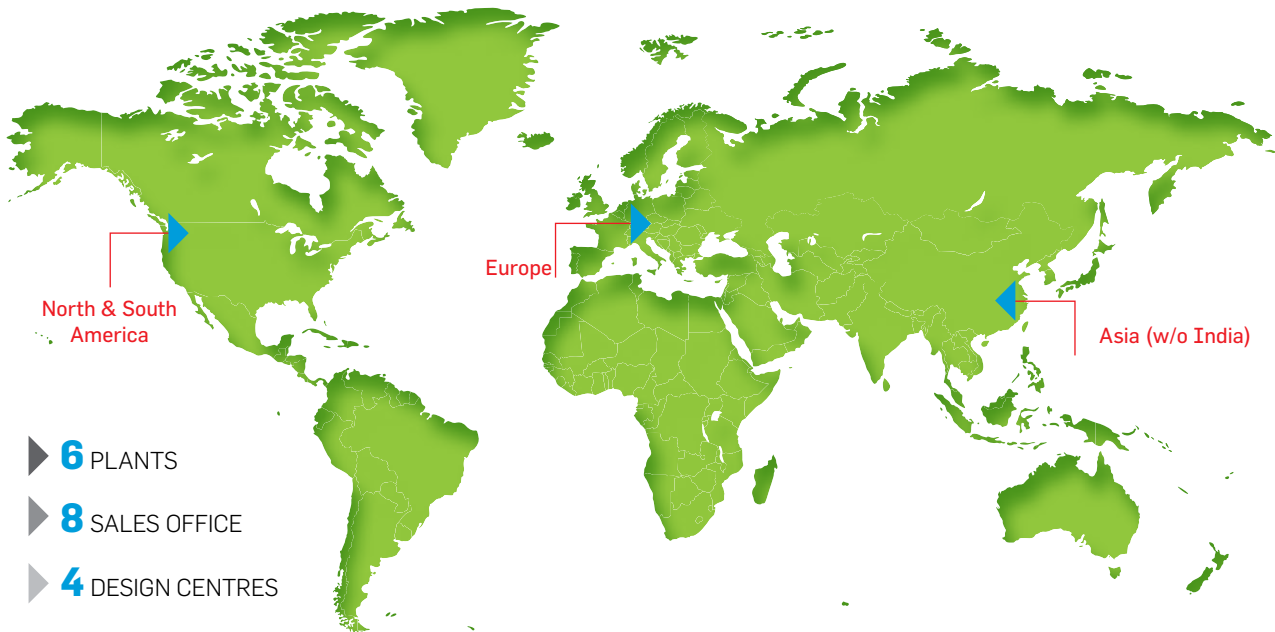 North & South
America
Europe
Asia (w/o India)
6 PLANTS
8 SALES OFFICE
4 DESIGN CENTRES